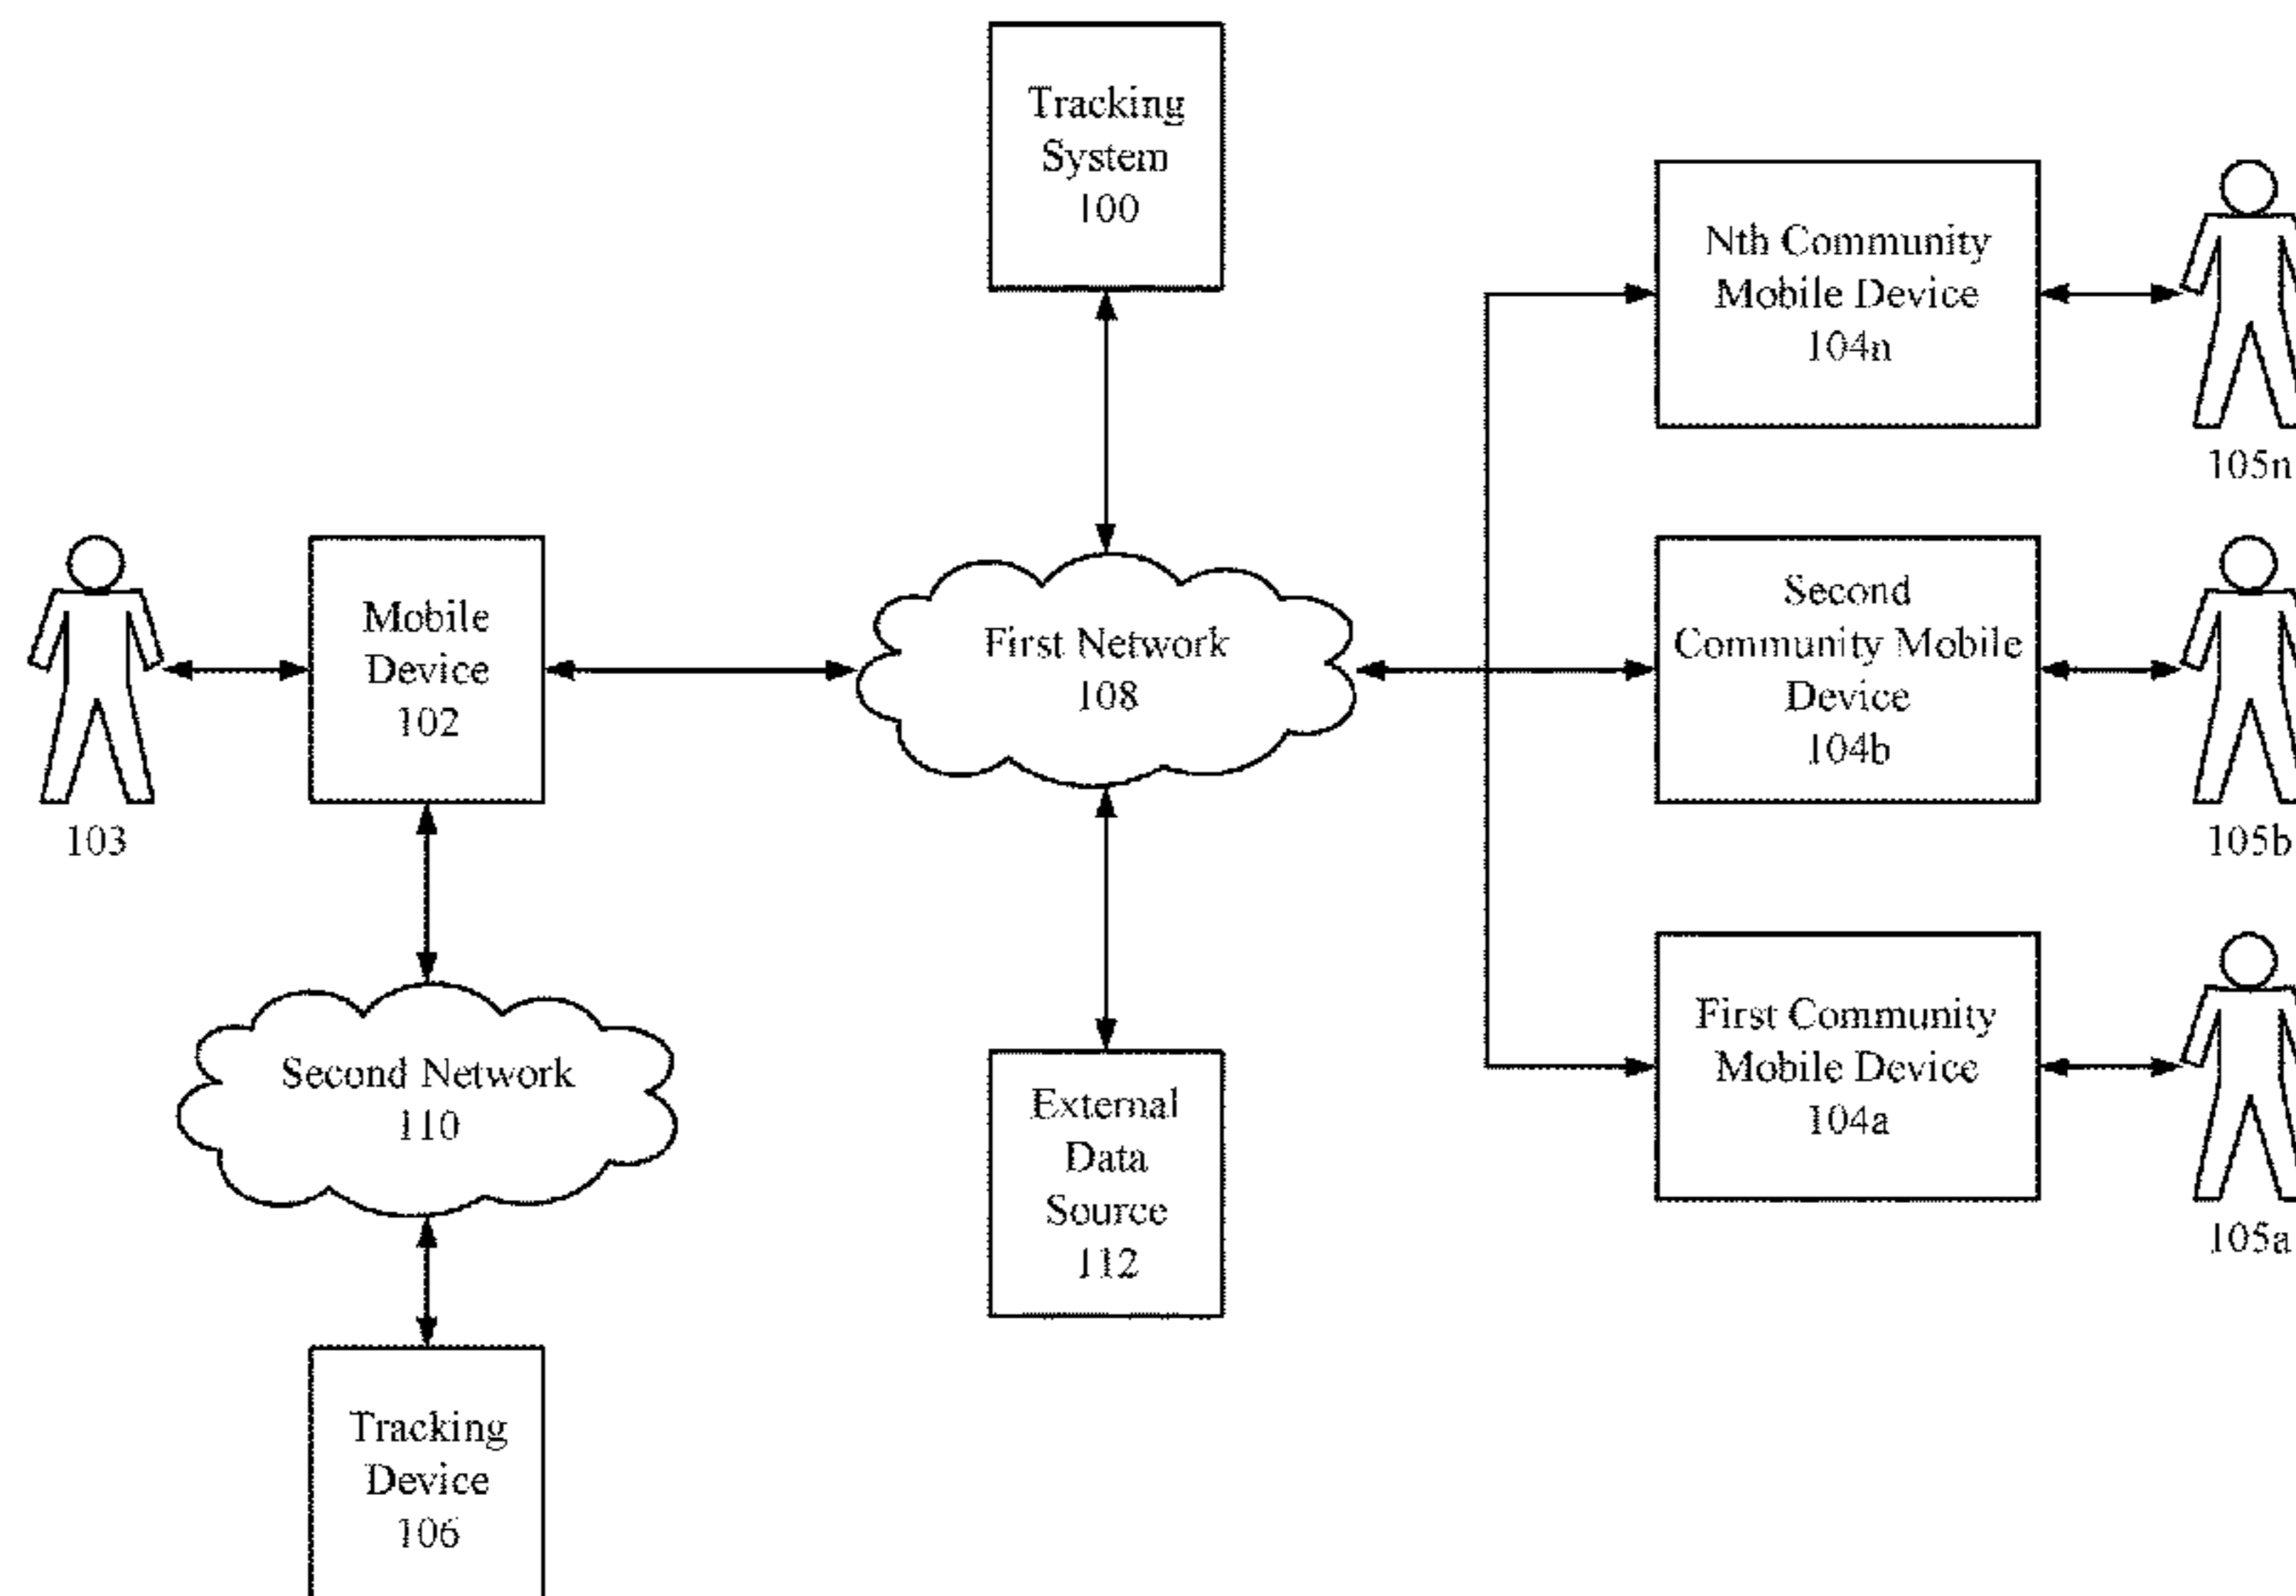 Tracking
System
100
Nth Community
Mobile Device
104n
105n
Mobile
Device
102
103
First Network
108
Second
Community Mobile
Device
104b
105b
Second Network
110
External
Data
Source
112
First Community
Mobile Device
104a
105a
Tracking
Device
106